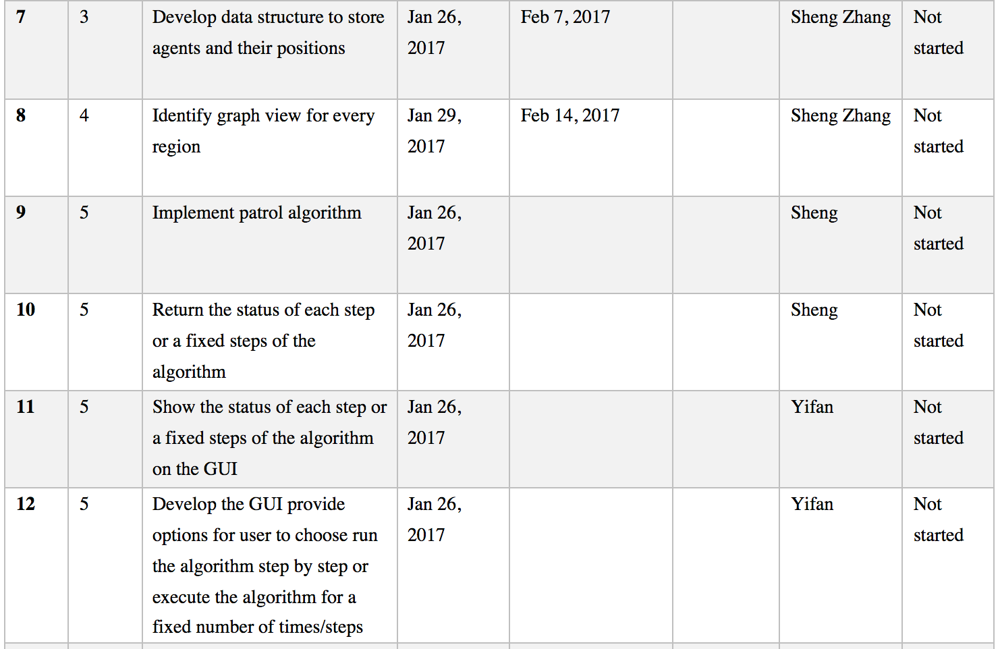 7 3 Develop data structure to store Jan 26, Feb 7, 2017 Sheng Zhang Not
agents and their positions 2017 started
8 4 Identify graph view for every Jan 29, Feb 14, 2017 Sheng Zhang Not
region 2017 started
9 5 Implement patrol algorithm Jan 26, Sheng Not
2017 started
10 5 Return the status of each step Jan 26, Sheng Not
or a fixed steps of the 2017 started
algorithm
11 5 Show the status of each step or Jan 26, Yifan Not
a fixed steps of the algorithm 2017 started
on the GUI
12 5 Develop the GUI provide Jan 26, Yifan Not
options for user to choose run 2017 started
the algorithm step by step or
execute the algorithm for a
fixed number of times/steps